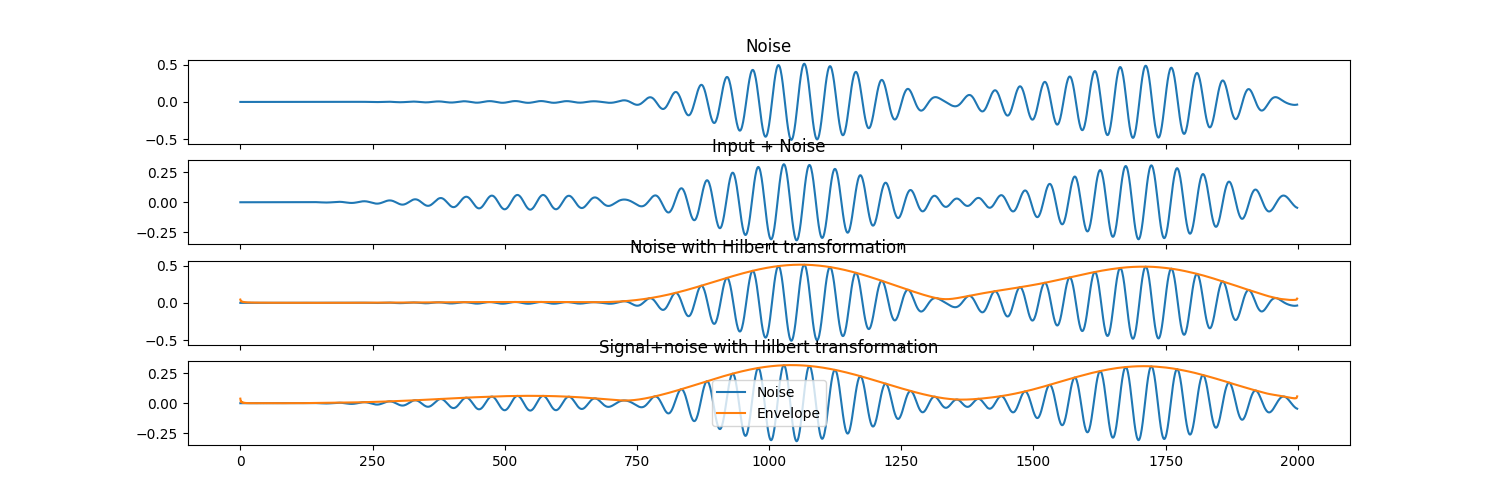 Noise
0.5
0.0
−0.5
Input + Noise
0.25
0.00
−0.25
Noise with Hilbert transformation
0.5
0.0
−0.5
Signal+noise with Hilbert transformation
0.25
0.00
−0.25
Noise
Envelope
0 250 500 750 1000 1250 1500 1750 2000